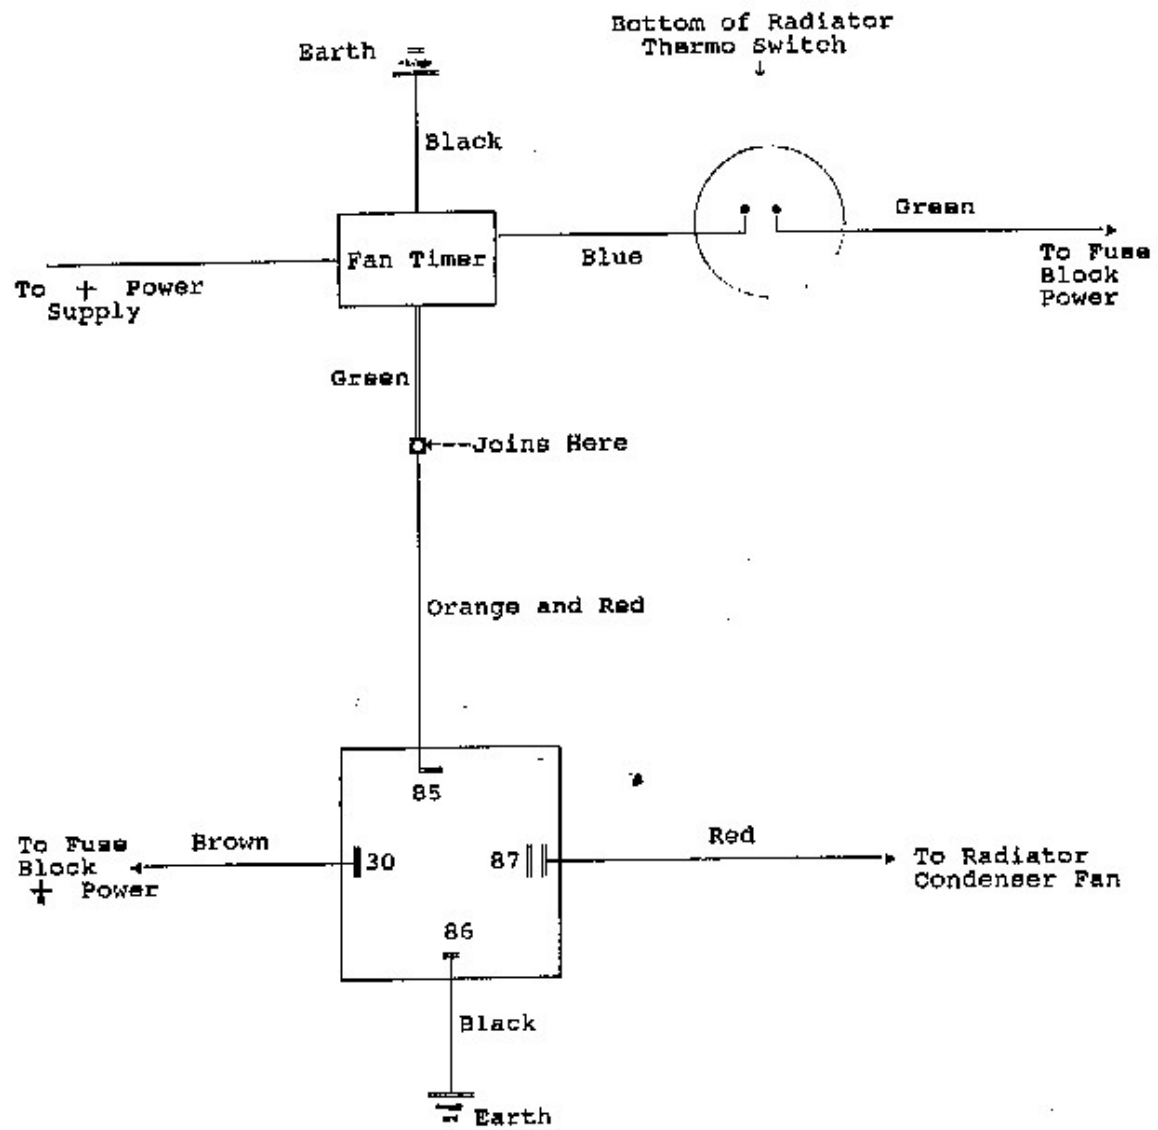 Bottom of Radiator
Thermo Switch
Earth
Black
Green
Fan Timer
Blue
To Fuse
Block
Power
To + Power
Supply
Green
Joins Here
Orange and Red
85
To Fuse
Block
+ Power
Brown
30
87
Red
To Radiator
Condenser Fan
86
Black
Earth